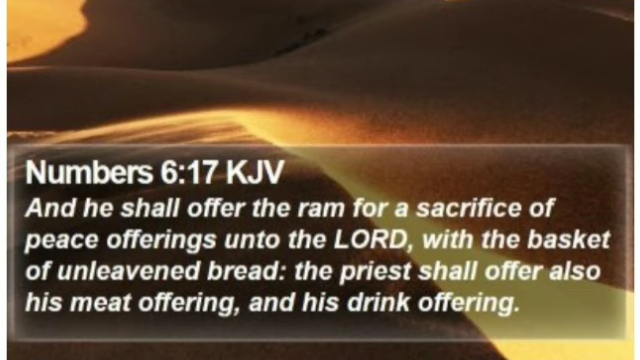 Numbers 6:17 KJV
And he shall offer the ram for a sacrifice of
peace offerings unto the LORD, with the basket
of unleavened bread: the priest shall offer also
his meat offering, and his drink offering.